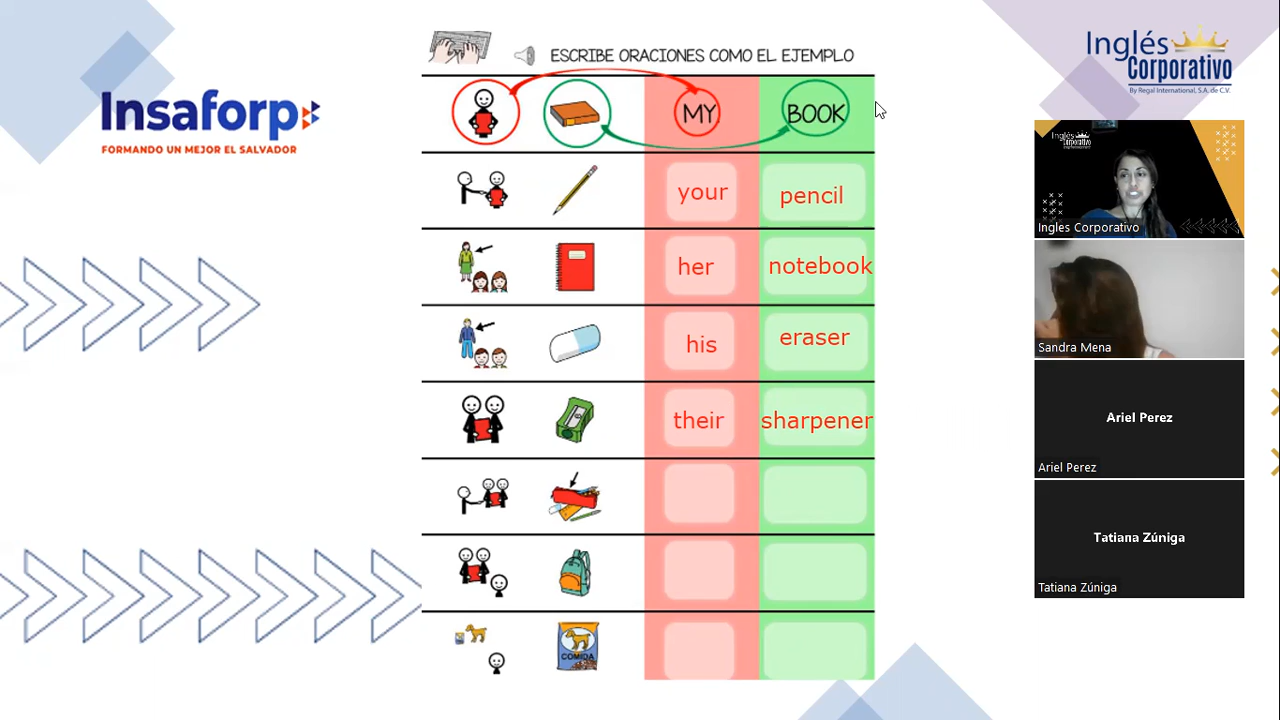 Insaforp
FORMANDO UN MEJOR EL SALVADOR
ESCRIBE ORACIONES COMO EL EJEMPLO
MY BOOK
your pencil
her notebook
his eraser
their sharpener
COMIDA
Inglés
Corporativo
By Regal International, S.A. de C.V.
Inglés
Corporativo
Ingles Corporativo
Sandra Mena
Ariel Perez
Ariel Perez
Tatiana Zúniga
Tatiana Zúniga